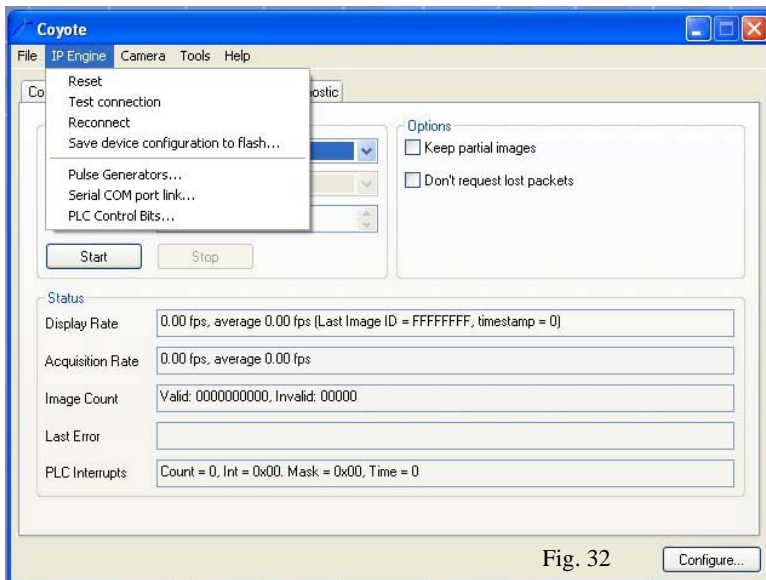 Coyote
File IP Engine Camera Tools Help
Reset
Test connection
Reconnect
Save device configuration to flash...
Pulse Generators...
Serial COM port link...
PLC Control Bits...
Options
Keep partial images
Don't request lost packets
Start Stop
Status
Display Rate 0.00 fps, average 0.00 fps (Last Image ID = FFFFFFFF, timestamp = 0)
Acquisition Rate 0.00 fps, average 0.00 fps
Image Count Valid: 0000000000, Invalid: 00000
Last Error
PLC Interrupts Count = 0, Int = 0x00. Mask = 0x00, Time = 0
Fig. 32 Configure...